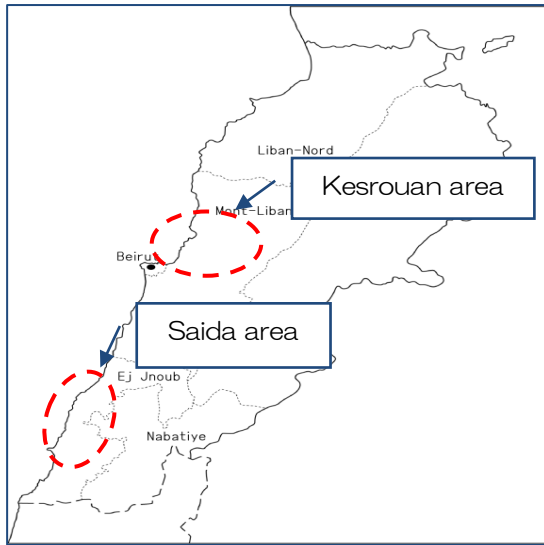 Liban-Nord
Kesrouan area
Mont-Liban
Beirut
Saida area
Ej Jnoub
Nabatiye